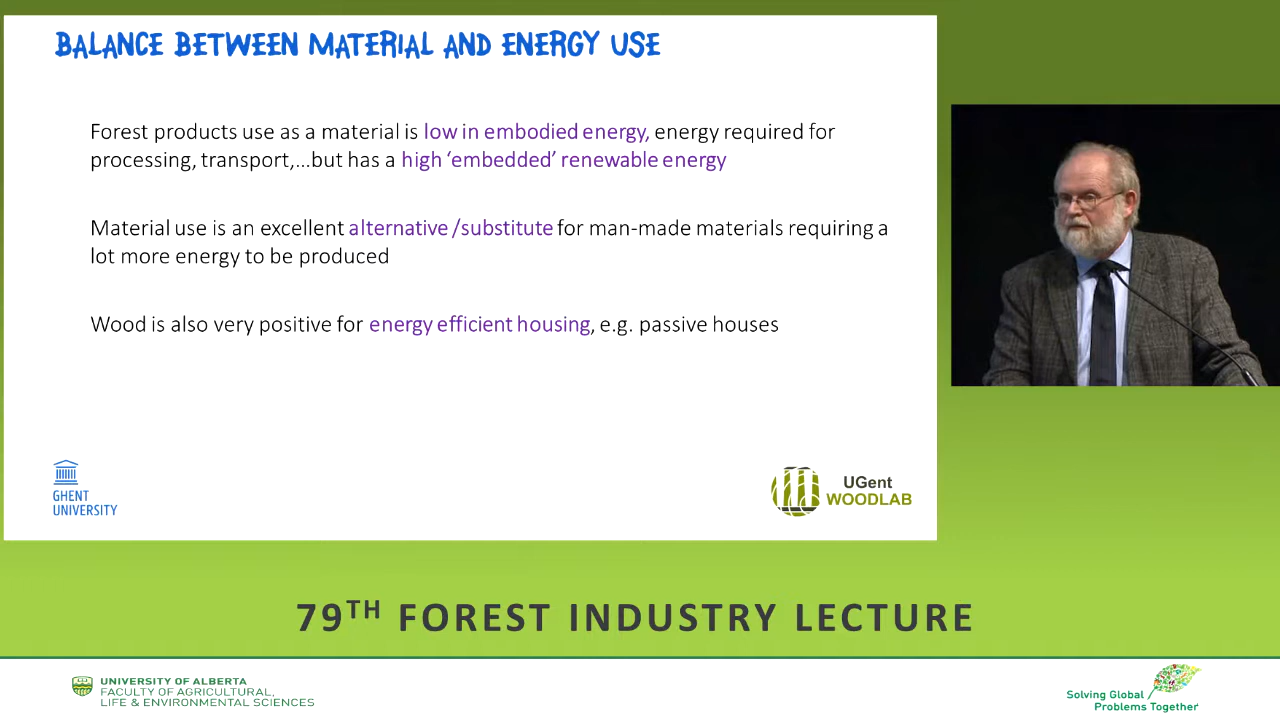 BALANCE BETWEEN MATERIAL AND ENERGY USE
Forest products use as a material is low in embodied energy, energy required for
processing, transport,...but has a high ‘embedded’ renewable energy
Material use is an excellent alternative /substitute for man-made materials requiring a
lot more energy to be produced
Wood is also very positive for energy efficient housing, e.g. passive houses
GHENT
UNIVERSITY
UGent
WOODLAB
79TH FOREST INDUSTRY LECTURE
UNIVERSITY OF ALBERTA
FACULTY OF AGRICULTURAL,
LIFE & ENVIRONMENTAL SCIENCES
Solving Global
Problems Together